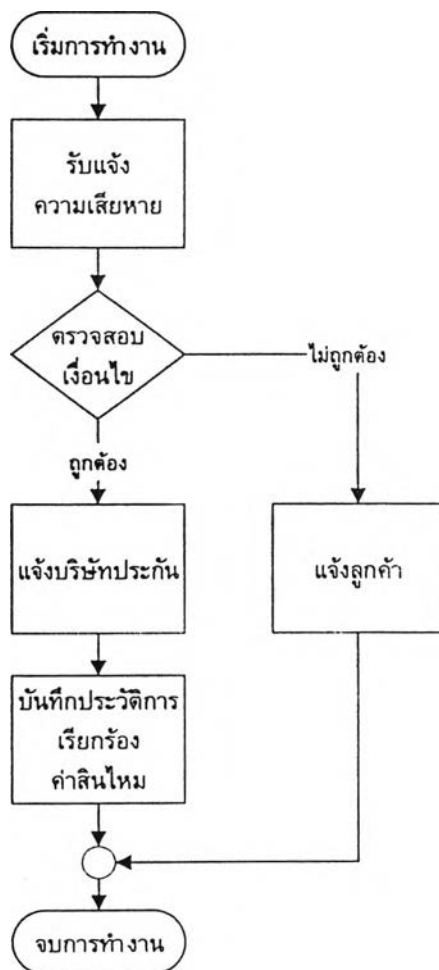 เริ่มการทำงาน
รับแจ้ง
ความเสียหาย
ตรวจสอบ
เงื่อนไข
ไม่ถูกต้อง
ถูกต้อง
แจ้งบริษัทประกัน
แจ้งลูกค้า
บันทึกประวัติการ
เรียกร้อง
ค่าสินไหม
จบการทำงาน